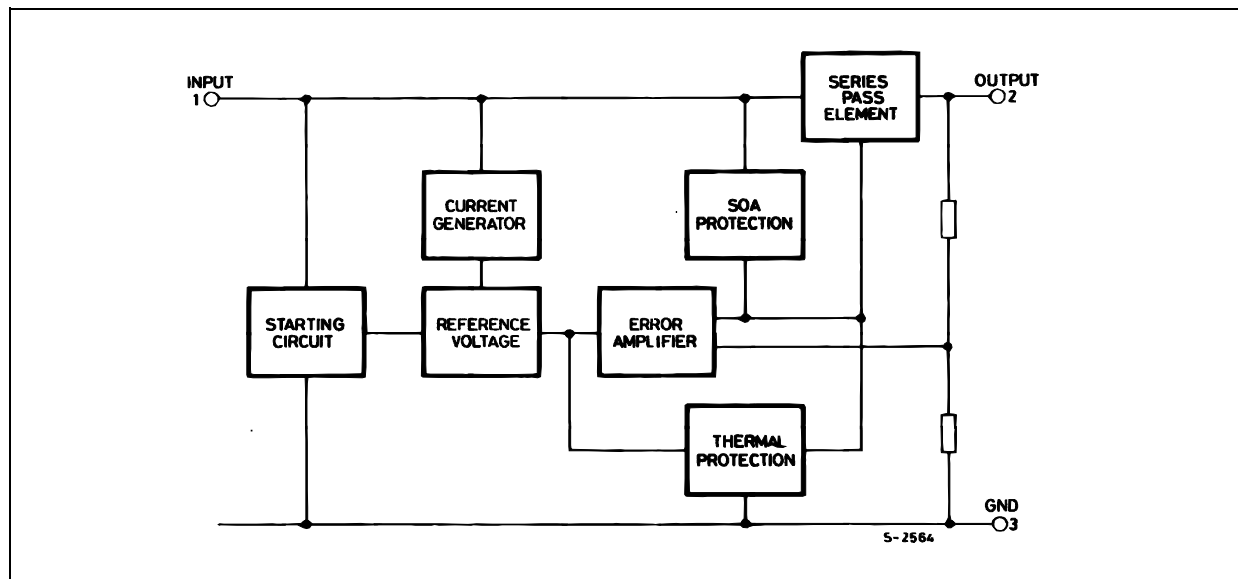 INPUT
1
SERIES
PASS
ELEMENT
OUTPUT
2
CURRENT
GENERATOR
SOA
PROTECTION
STARTING
CIRCUIT
REFERENCE
VOLTAGE
ERROR
AMPLIFIER
THERMAL
PROTECTION
GND
3
S-2564